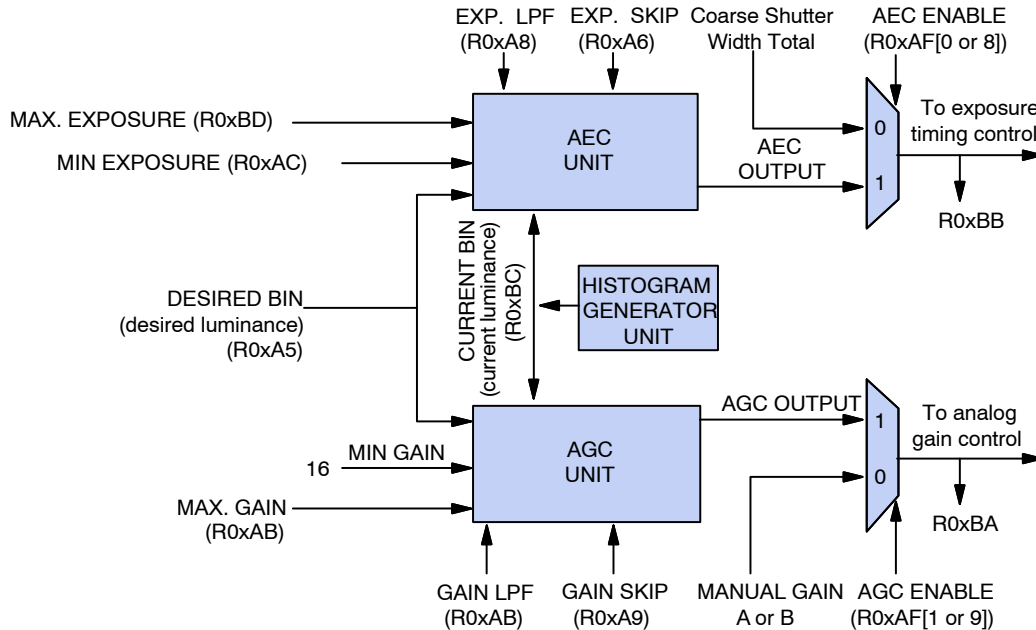 EXP. LPF
(R0xA8)
EXP. SKIP
(R0xA6)
Coarse Shutter
Width Total
AEC ENABLE
(R0xAF[0 or 8])
MAX. EXPOSURE (R0xBD)
MIN EXPOSURE (R0xAC)
AEC
UNIT
AEC
OUTPUT
0
1
To exposure
timing control
R0xBB
DESIRED BIN
(desired luminance)
(R0xA5)
CURRENT BIN
(current luminance)
(R0xBC)
HISTOGRAM
GENERATOR
UNIT
16
MIN GAIN
MAX. GAIN
(R0xAB)
AGC
UNIT
AGC OUTPUT
1
0
To analog
gain control
R0xBA
GAIN LPF
(R0xAB)
GAIN SKIP
(R0xA9)
MANUAL GAIN
A or B
AGC ENABLE
(R0xAF[1 or 9])